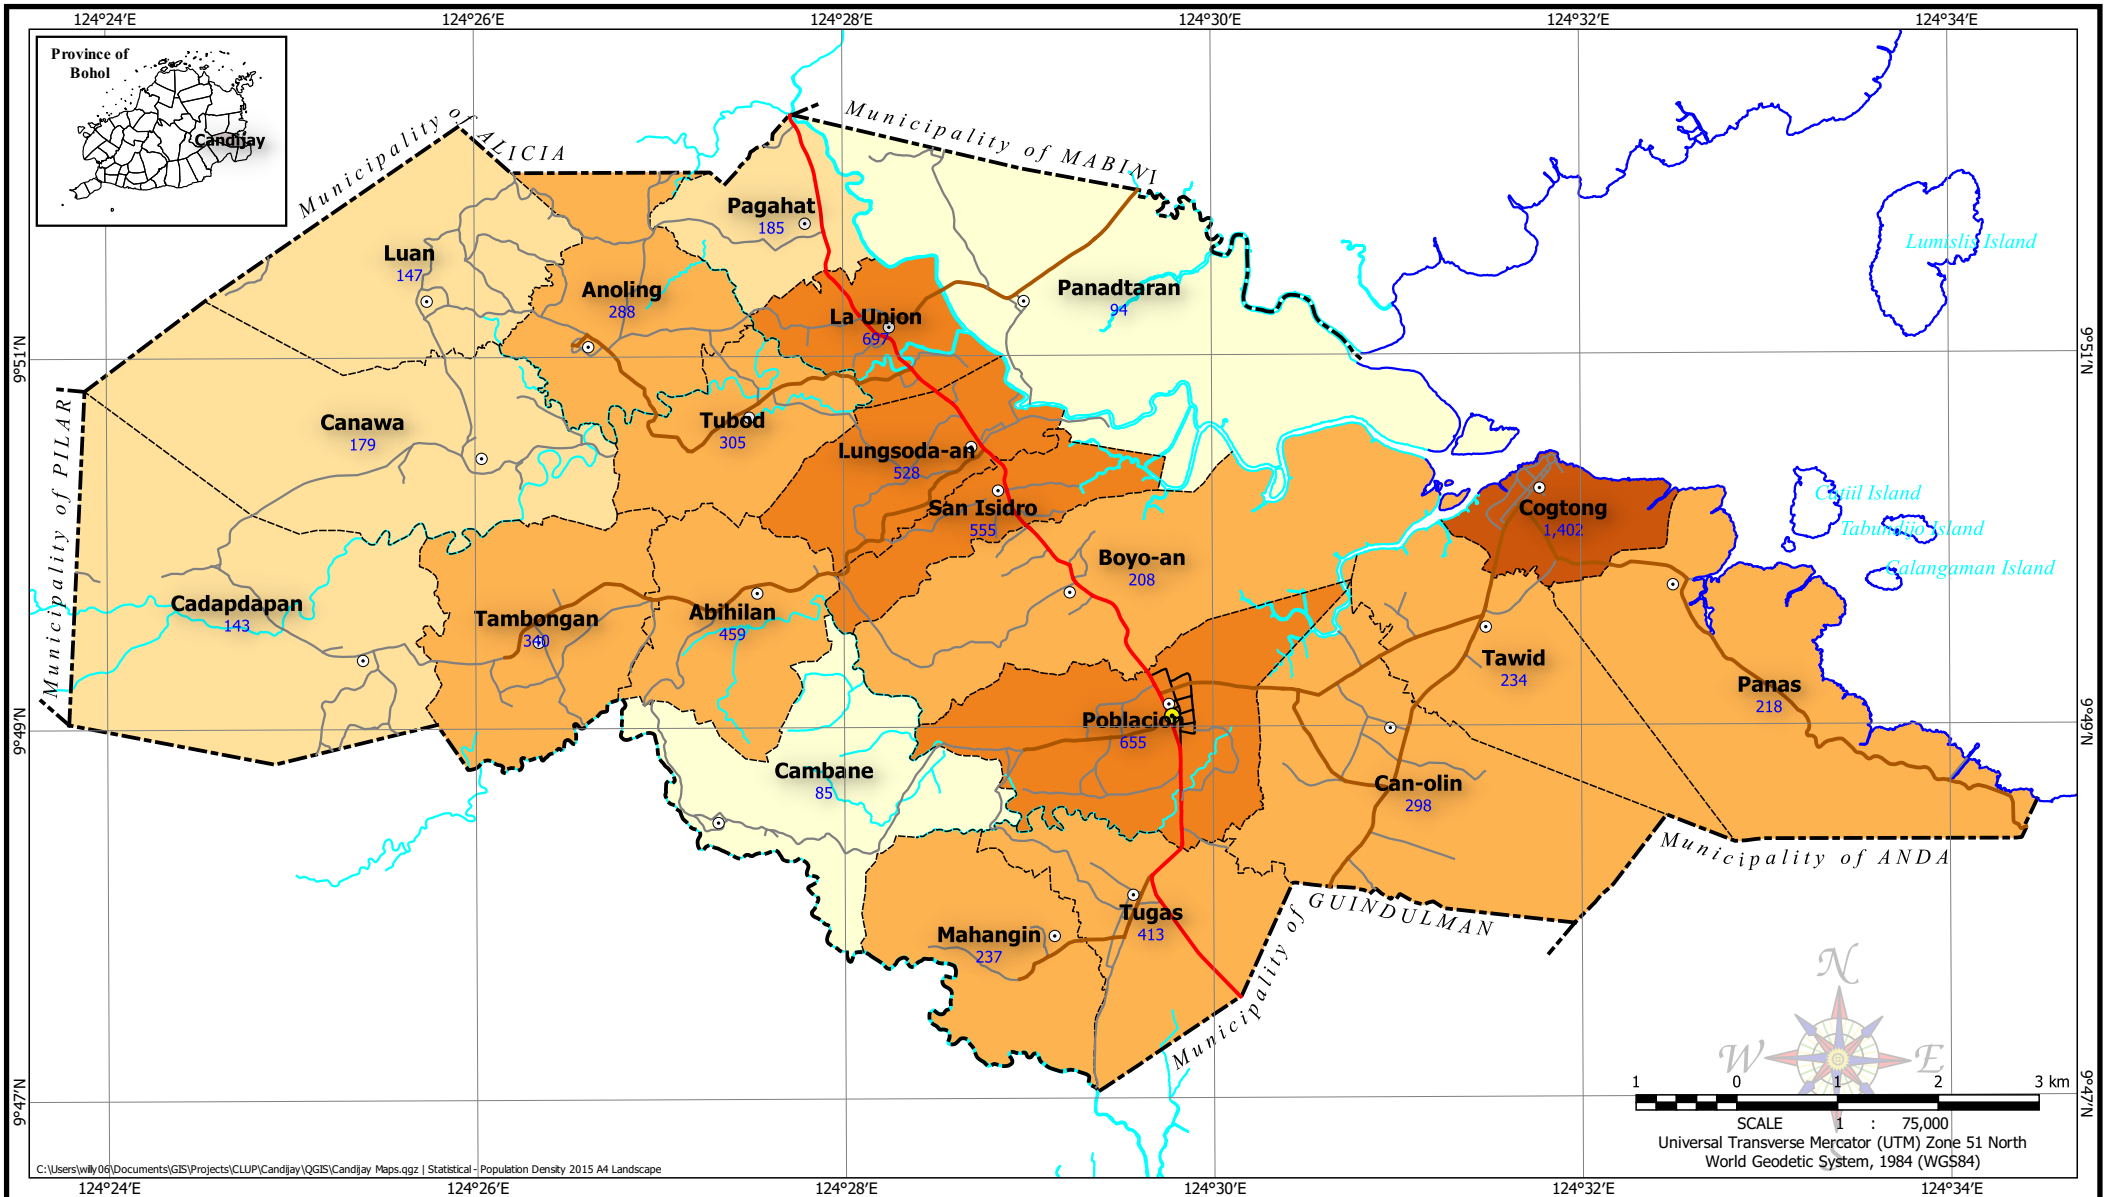 124°24′E 124°26′E 124°28′E 124°30′E 124°32′E 124°34′E
Province of
Bohol
Candijay
Municipality of ALICIA
Municipality of MABINI
Pagahat
185
Luan
147
Lumislis Island
Anoling
288
Panadtaran
94
La Union
697
9°51′N
9°51′N
Canawa
179
Tubod
305
Lungsoda-an
528
Municipality of PILAR
San Isidro
555
Cogtong
1,402
Catiil Island
Tabundijo Island
Calangaman Island
Boyo-an
208
Cadapdapan
143
Tambongan
340
Abihilan
459
Tawid
234
Panas
218
9°49′N
9°49′N
Poblacion
655
Cambane
85
Can-olin
298
Municipality of ANDA
Mahangin
237
Tugas
413
Municipality of GUINDULMAN
N
W E
S
9°47′N
9°47′N
1 0 1 2 3 km
SCALE 1 : 75,000
Universal Transverse Mercator (UTM) Zone 51 North
World Geodetic System, 1984 (WGS84)
C:\Users\willy06\Documents\GIS\Projects\CLUP\Candijay\QGIS\Candijay Maps.qgz | Statistical - Population Density 2015 A4 Landscape
124°24′E 124°26′E 124°28′E 124°30′E 124°32′E 124°34′E